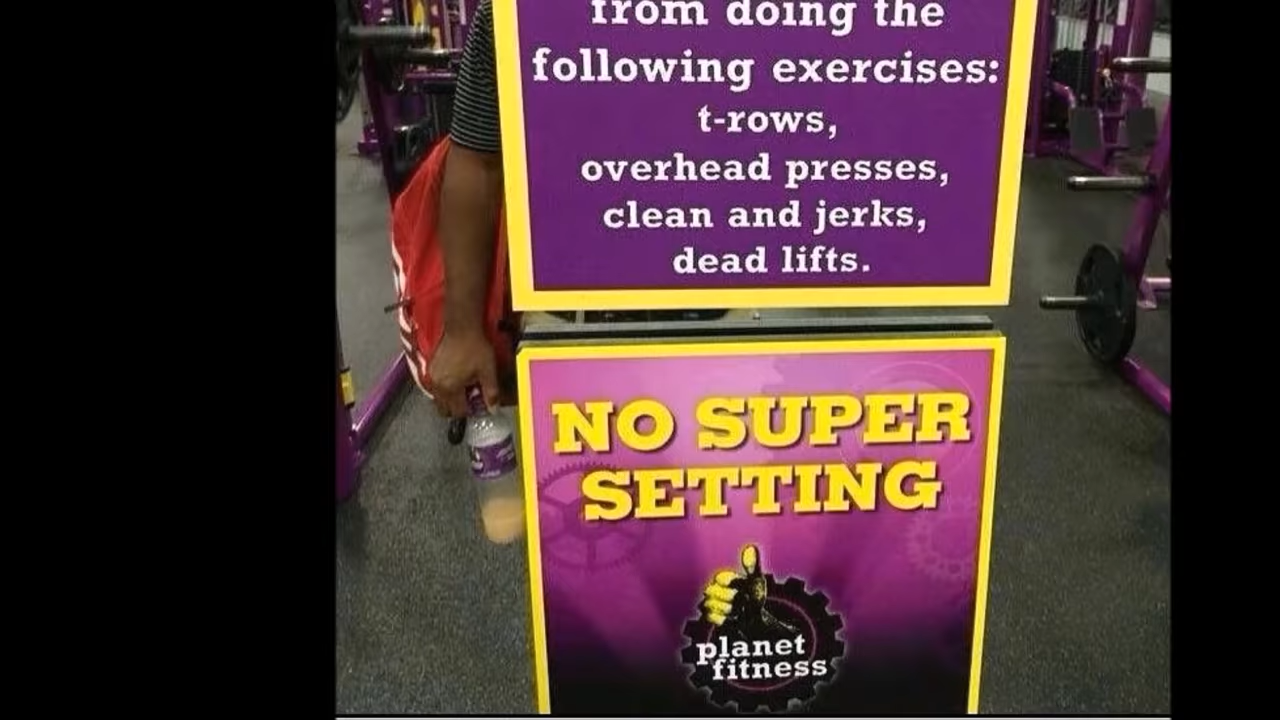 from doing the
following exercises:
t-rows,
overhead presses,
clean and jerks,
dead lifts.
NO SUPER
SETTING
planet
fitness